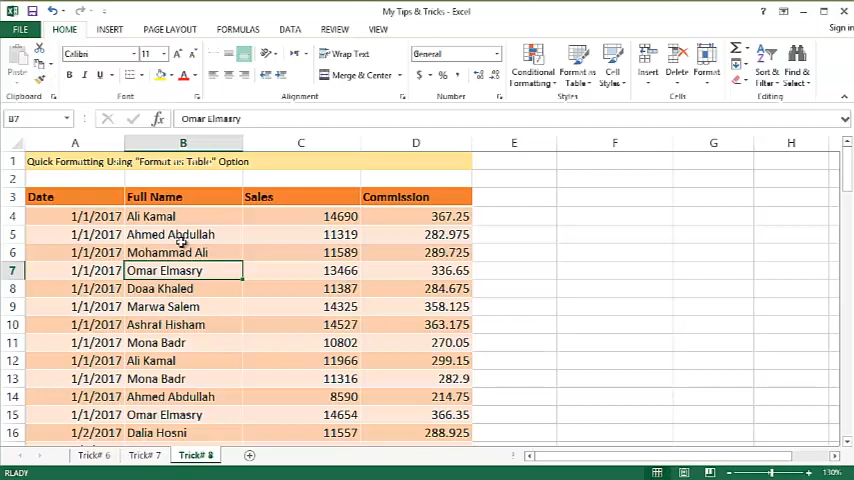 My Tips & Tricks - Excel
? Sign in
FILE HOME INSERT PAGE LAYOUT FORMULAS DATA REVIEW VIEW
Paste Calibri 11 A A Wrap Text General Conditional Formatting Format as Table Cell Styles Insert Delete Format Sort & Filter Find & Select
B I U A Merge & Center $ % ,
Clipboard Font Alignment Number Styles Cells Editing
B7 fx Omar Elmasry
A B C D E F G H
1 Quick Formatting Using "Format as Table" Option
2
3 Date Full Name Sales Commission
4 1/1/2017 Ali Kamal 14690 367.25
5 1/1/2017 Ahmed Abdullah 11319 282.975
6 1/1/2017 Mohammad Ali 11589 289.725
7 1/1/2017 Omar Elmasry 13466 336.65
8 1/1/2017 Doaa Khaled 11387 284.675
9 1/1/2017 Marwa Salem 14325 358.125
10 1/1/2017 Ashraf Hisham 14527 363.175
11 1/1/2017 Mona Badr 10802 270.05
12 1/1/2017 Ali Kamal 11966 299.15
13 1/1/2017 Mona Badr 11316 282.9
14 1/1/2017 Ahmed Abdullah 8590 214.75
15 1/1/2017 Omar Elmasry 14654 366.35
16 1/2/2017 Dalia Hosni 11557 288.925
Trick# 6 Trick# 7 Trick# 8
READY 130%